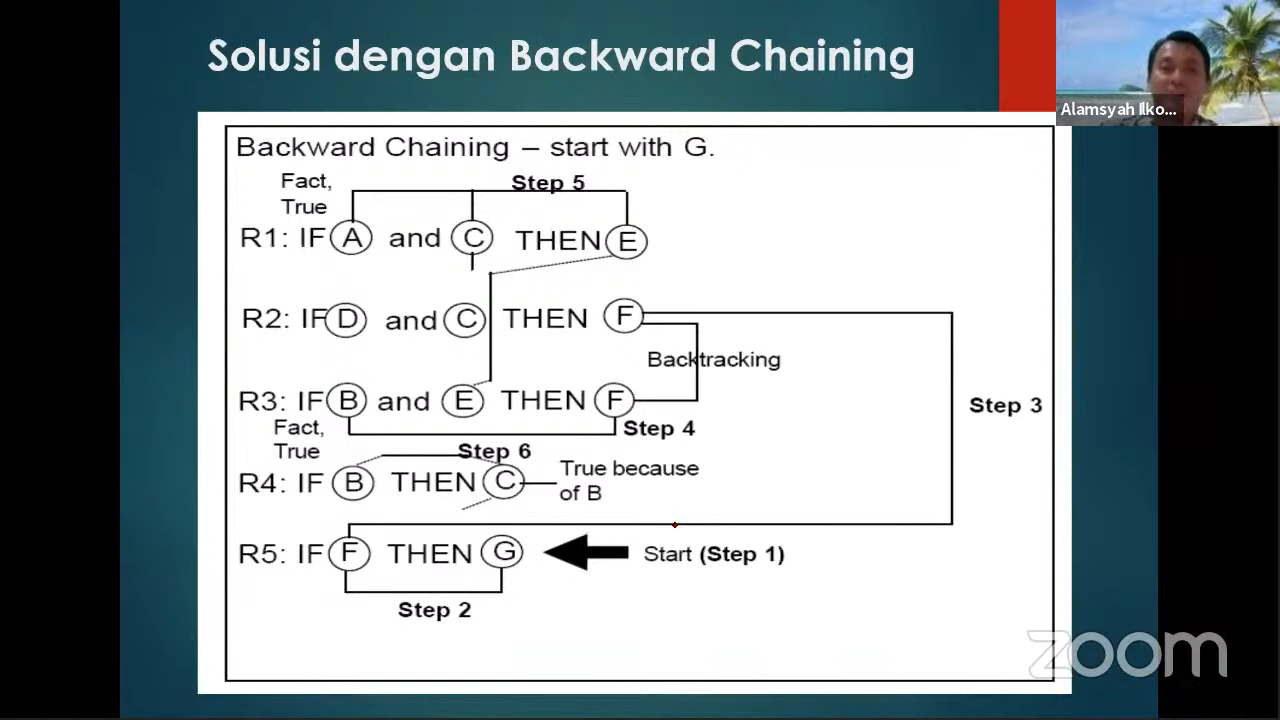 Solusi dengan Backward Chaining
Alamsyah Ilko...
Backward Chaining – start with G.
Fact,
True
Step 5
R1: IF A and C THEN E
R2: IF D and C THEN F
Backtracking
R3: IF B and E THEN F
Step 3
Fact,
True
Step 4
Step 6
R4: IF B THEN C
True because
of B
R5: IF F THEN G
Start (Step 1)
Step 2
zoom